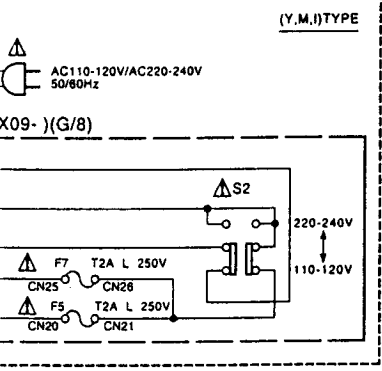 (Y,M,I)TYPE
AC110-120V/AC220-240V
50/60Hz
X09- )(G/8)
S2
220-240V
110-120V
F7 T2A L 250V
CN25 CN26
F5 T2A L 250V
CN20 CN21